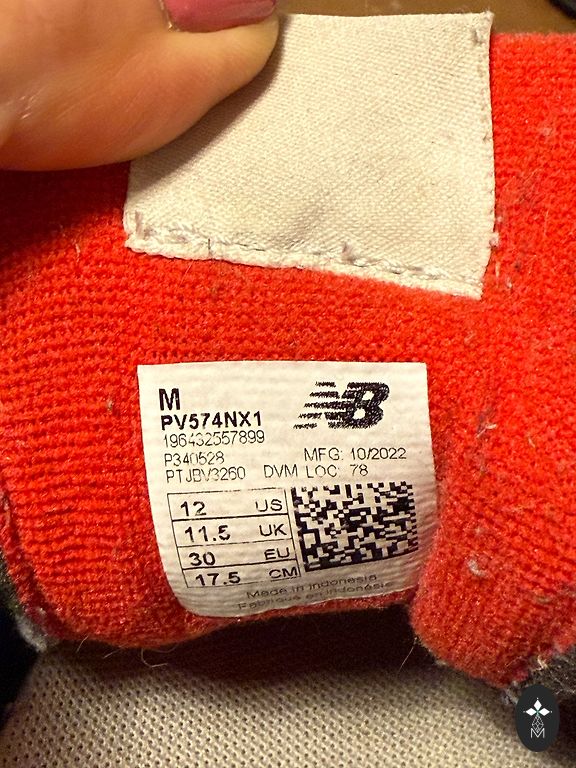 M
NB
PV574NX1
196432557899
P340528 MFG: 10/2022
PTJBV3260 DVM LOC: 78
12 US
11.5 UK
30 EU
17.5 CM
Made in Indonesia
Fabriqué en Indonésie
M